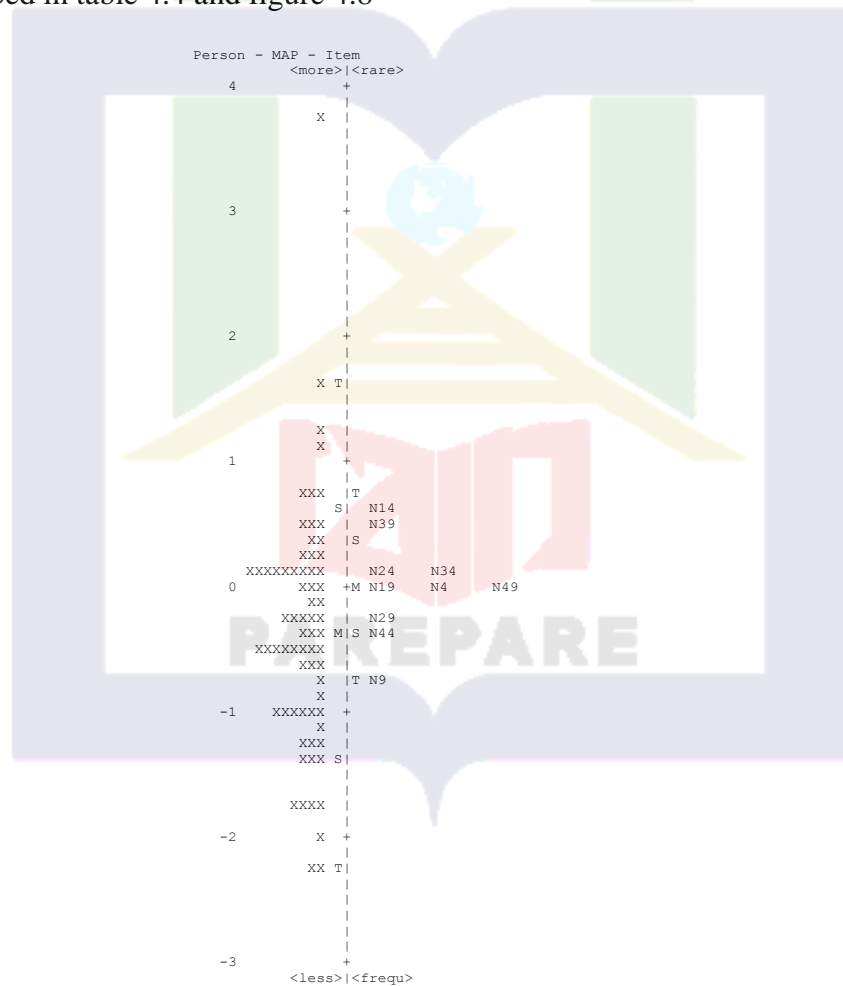 bed in table 4.4 and figure 4.8
Person - MAP - Item
<more>|<rare>
4 +
X |
|
|
|
|
|
3 +
|
|
|
|
|
|
|
2 +
|
|
X T|
|
|
X |
X |
1 +
|
XXX |T
S| N14
XXX | N39
XX |S
XXX |
XXXXXXXXX | N24 N34
0 XXX +M N19 N4 N49
XX |
XXXXX | N29
XXX M|S N44
XXXXXXXX |
XXX |
X |T N9
X |
-1 XXXXXX +
X |
XXX |
XXX S|
|
|
XXXX |
|
-2 X +
|
XX T|
|
|
|
|
|
-3 +
<less>|<frequ>
PAREPARE